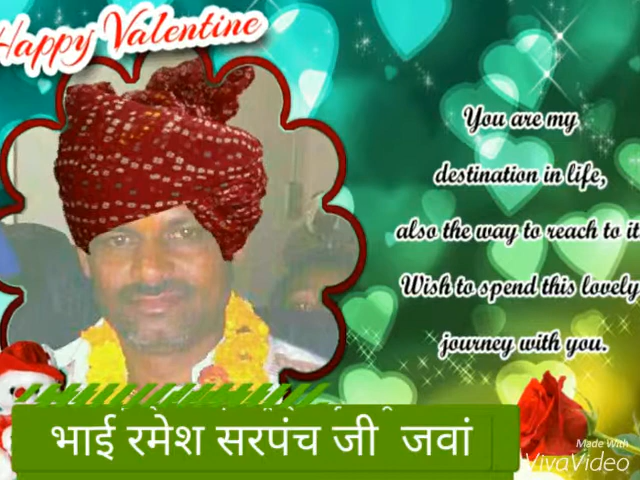 Happy Valentine
You are my
destination in life,
also the way to reach to it
Wish to spend this lovely
journey with you.
भाई रमेश सरपंच जी जवां
Made With
VivaVideo